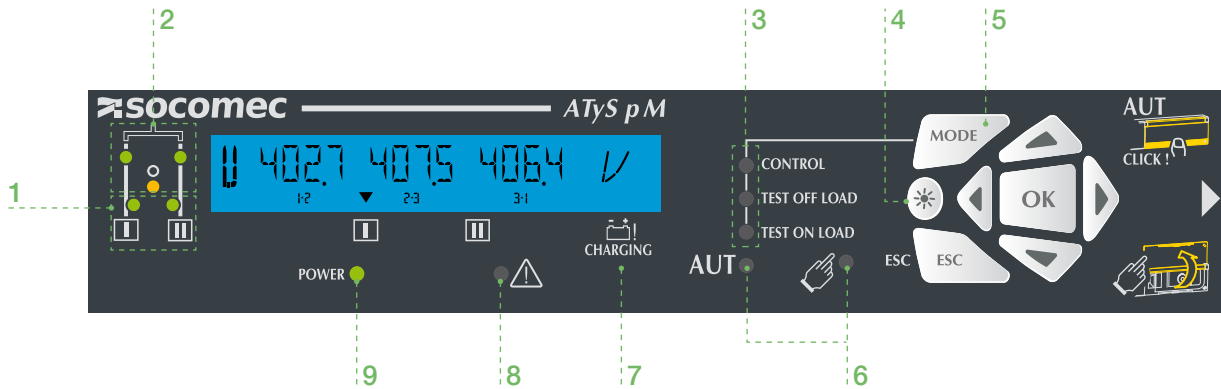 2 3 4 5
socomec ATyS p M
MODE
AUT
CLICK !
U 402.7 407.5 406.4 V
1-2 2-3 3-1
CONTROL
TEST OFF LOAD
TEST ON LOAD
OK
1
I II
I II
CHARGING
POWER
AUT
ESC ESC
9 8 7 6